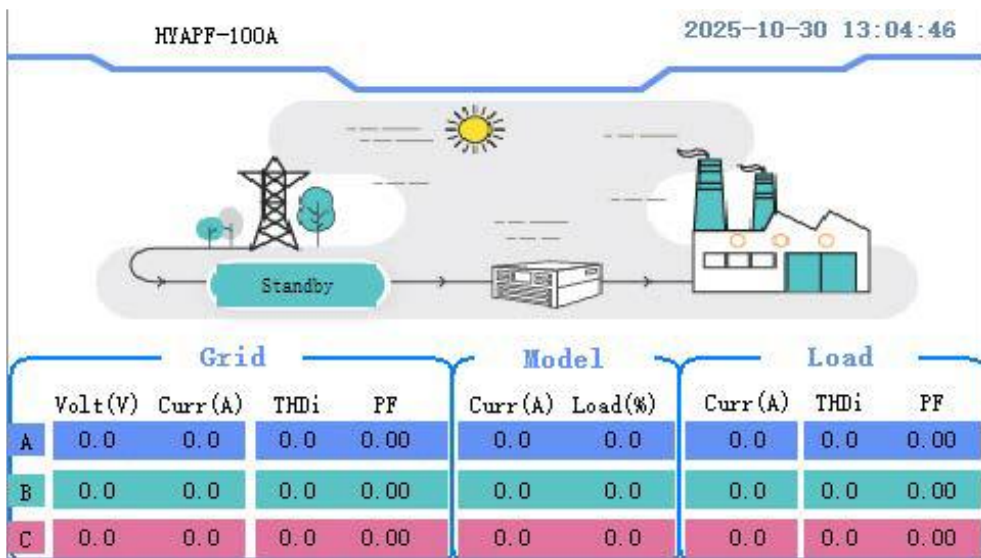 HYAPF-100A 2025-10-30 13:04:46
Standby
Grid Model Load
Volt(V) Curr(A) THDi PF Curr(A) Load(%) Curr(A) THDi PF
A 0.0 0.0 0.0 0.00 0.0 0.0 0.0 0.0 0.00
B 0.0 0.0 0.0 0.00 0.0 0.0 0.0 0.0 0.00
C 0.0 0.0 0.0 0.00 0.0 0.0 0.0 0.0 0.00